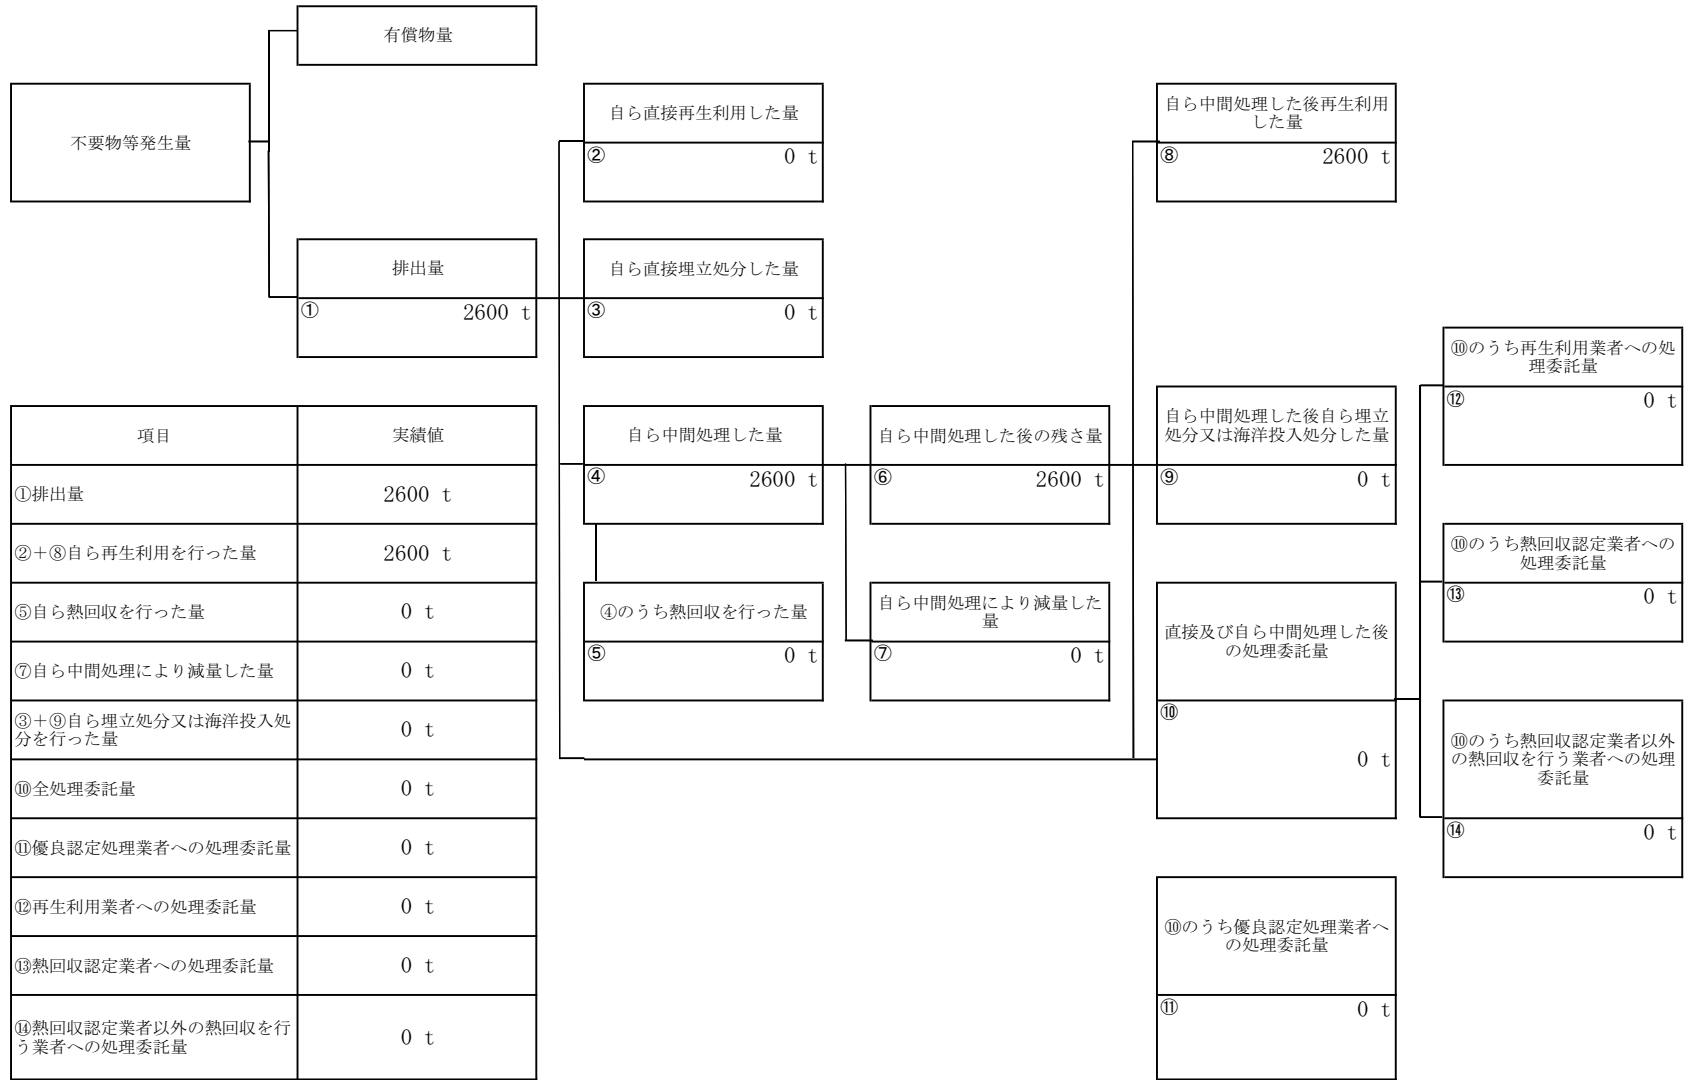 有償物量
不要物等発生量
排出量
① 2600 t
自ら直接再生利用した量
② 0 t
自ら直接埋立処分した量
③ 0 t
自ら中間処理した量
④ 2600 t
④のうち熱回収を行った量
⑤ 0 t
自ら中間処理した後の残さ量
⑥ 2600 t
自ら中間処理により減量した
量
⑦ 0 t
自ら中間処理した後再生利用
した量
⑧ 2600 t
自ら中間処理した後自ら埋立
処分又は海洋投入処分した量
⑨ 0 t
直接及び自ら中間処理した後
の処理委託量
⑩
0 t
⑩のうち優良認定処理業者へ
の処理委託量
⑪ 0 t
⑩のうち再生利用業者への処
理委託量
⑫ 0 t
⑩のうち熱回収認定業者への
処理委託量
⑬ 0 t
⑩のうち熱回収認定業者以外
の熱回収を行う業者への処理
委託量
⑭ 0 t
項目 実績値
①排出量 2600 t
②＋⑧自ら再生利用を行った量 2600 t
⑤自ら熱回収を行った量 0 t
⑦自ら中間処理により減量した量 0 t
③＋⑨自ら埋立処分又は海洋投入処
分を行った量 0 t
⑩全処理委託量 0 t
⑪優良認定処理業者への処理委託量 0 t
⑫再生利用業者への処理委託量 0 t
⑬熱回収認定業者への処理委託量 0 t
⑭熱回収認定業者以外の熱回収を行
う業者への処理委託量 0 t